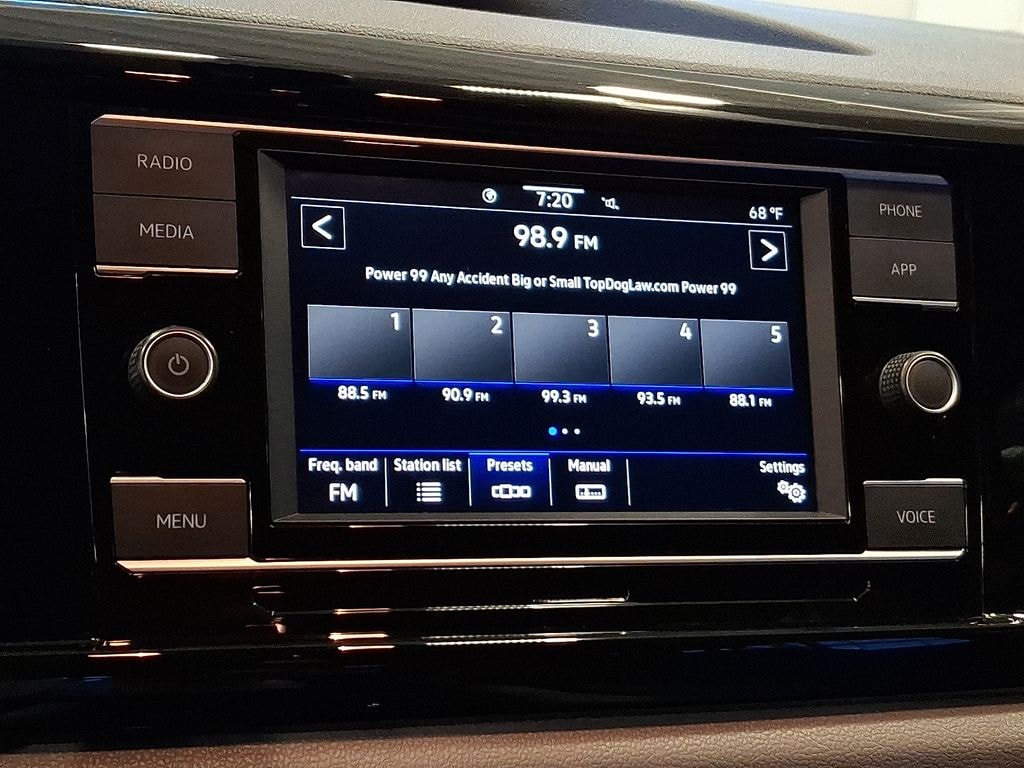 RADIO
MEDIA
MENU
7:20
68 °F
98.9 FM
Power 99 Any Accident Big or Small TopDogLaw.com Power 99
1 2 3 4 5
88.5 FM 90.9 FM 99.3 FM 93.5 FM 88.1 FM
Freq. band Station list Presets Manual Settings
FM
PHONE
APP
VOICE